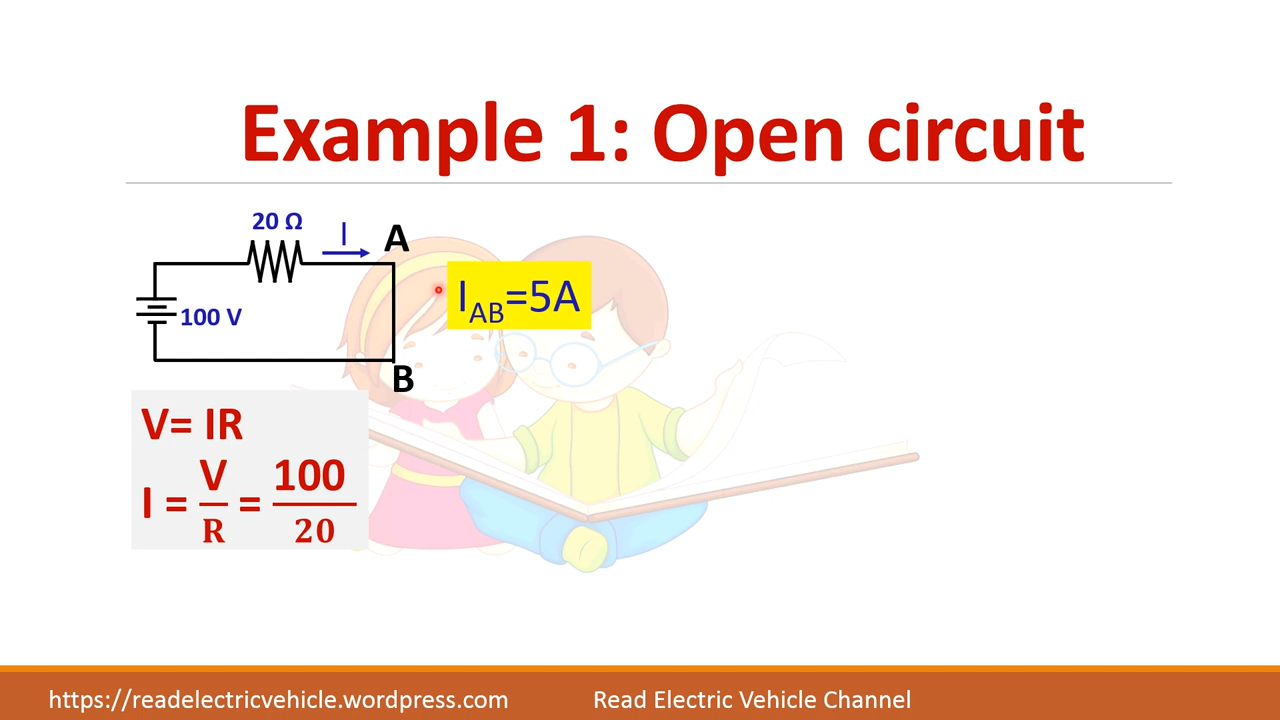 Example 1: Open circuit
20 Ω
I
A
100 V
I_AB=5A
B
V= IR
I = V/R = 100/20
https://readelectricvehicle.wordpress.com
Read Electric Vehicle Channel